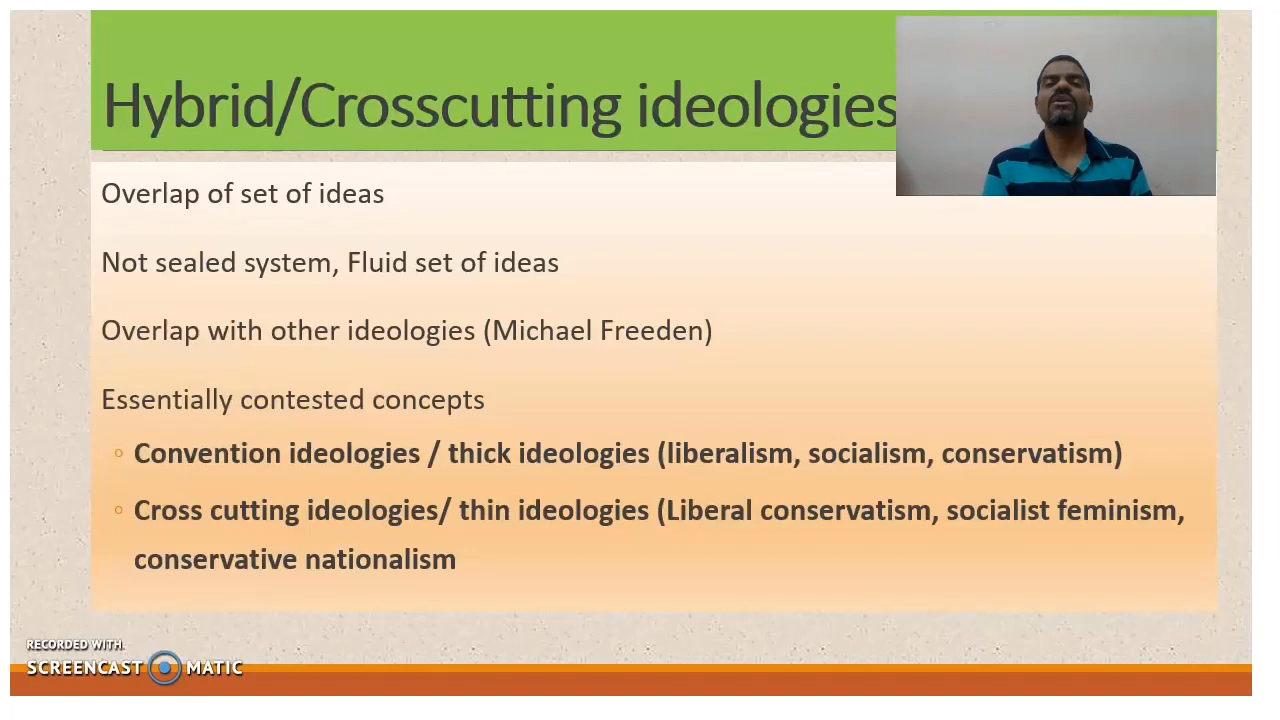 Hybrid/Crosscutting ideologies
Overlap of set of ideas
Not sealed system, Fluid set of ideas
Overlap with other ideologies (Michael Freeden)
Essentially contested concepts
Convention ideologies / thick ideologies (liberalism, socialism, conservatism)
Cross cutting ideologies/ thin ideologies (Liberal conservatism, socialist feminism,
conservative nationalism
RECORDED WITH
SCREENCAST MATIC